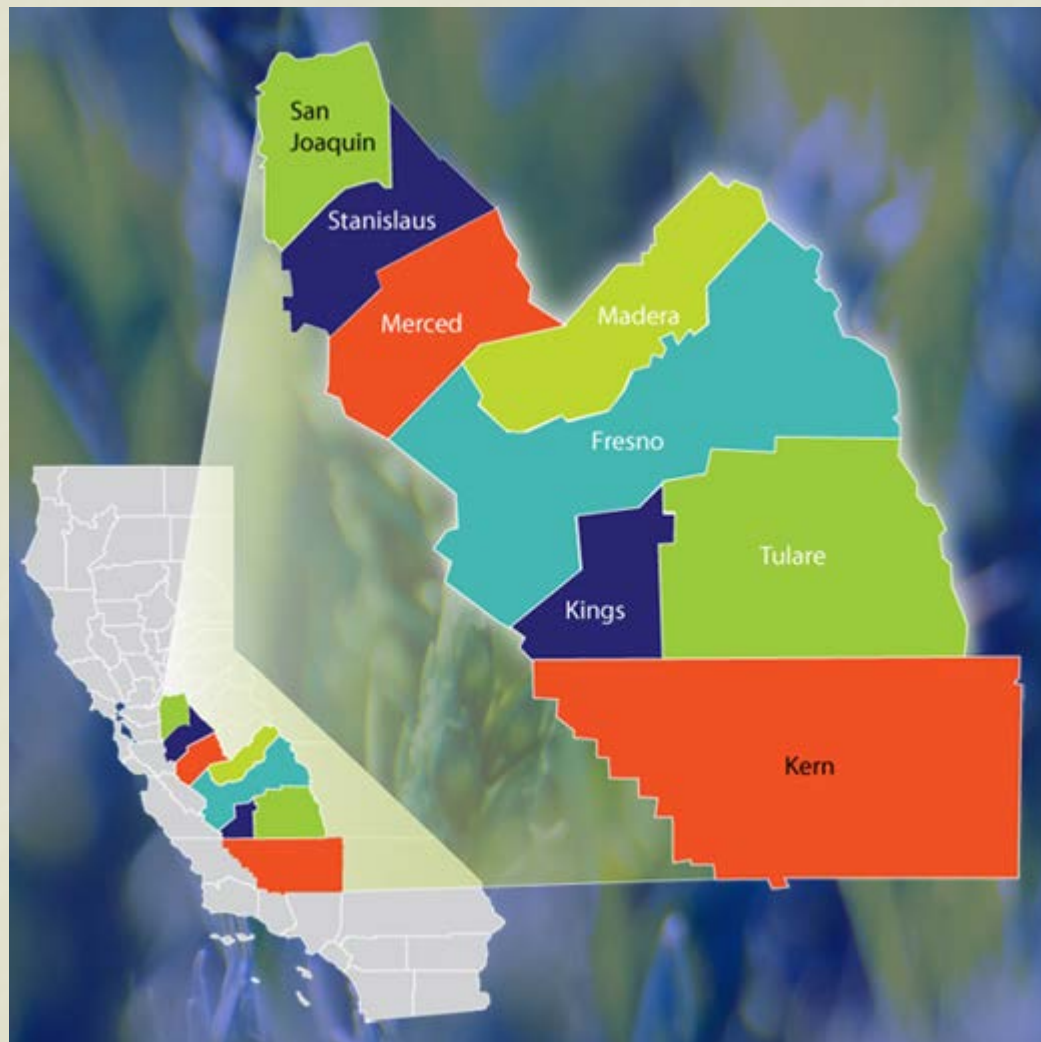 San
Joaquin
Stanislaus
Merced
Madera
Fresno
Tulare
Kings
Kern